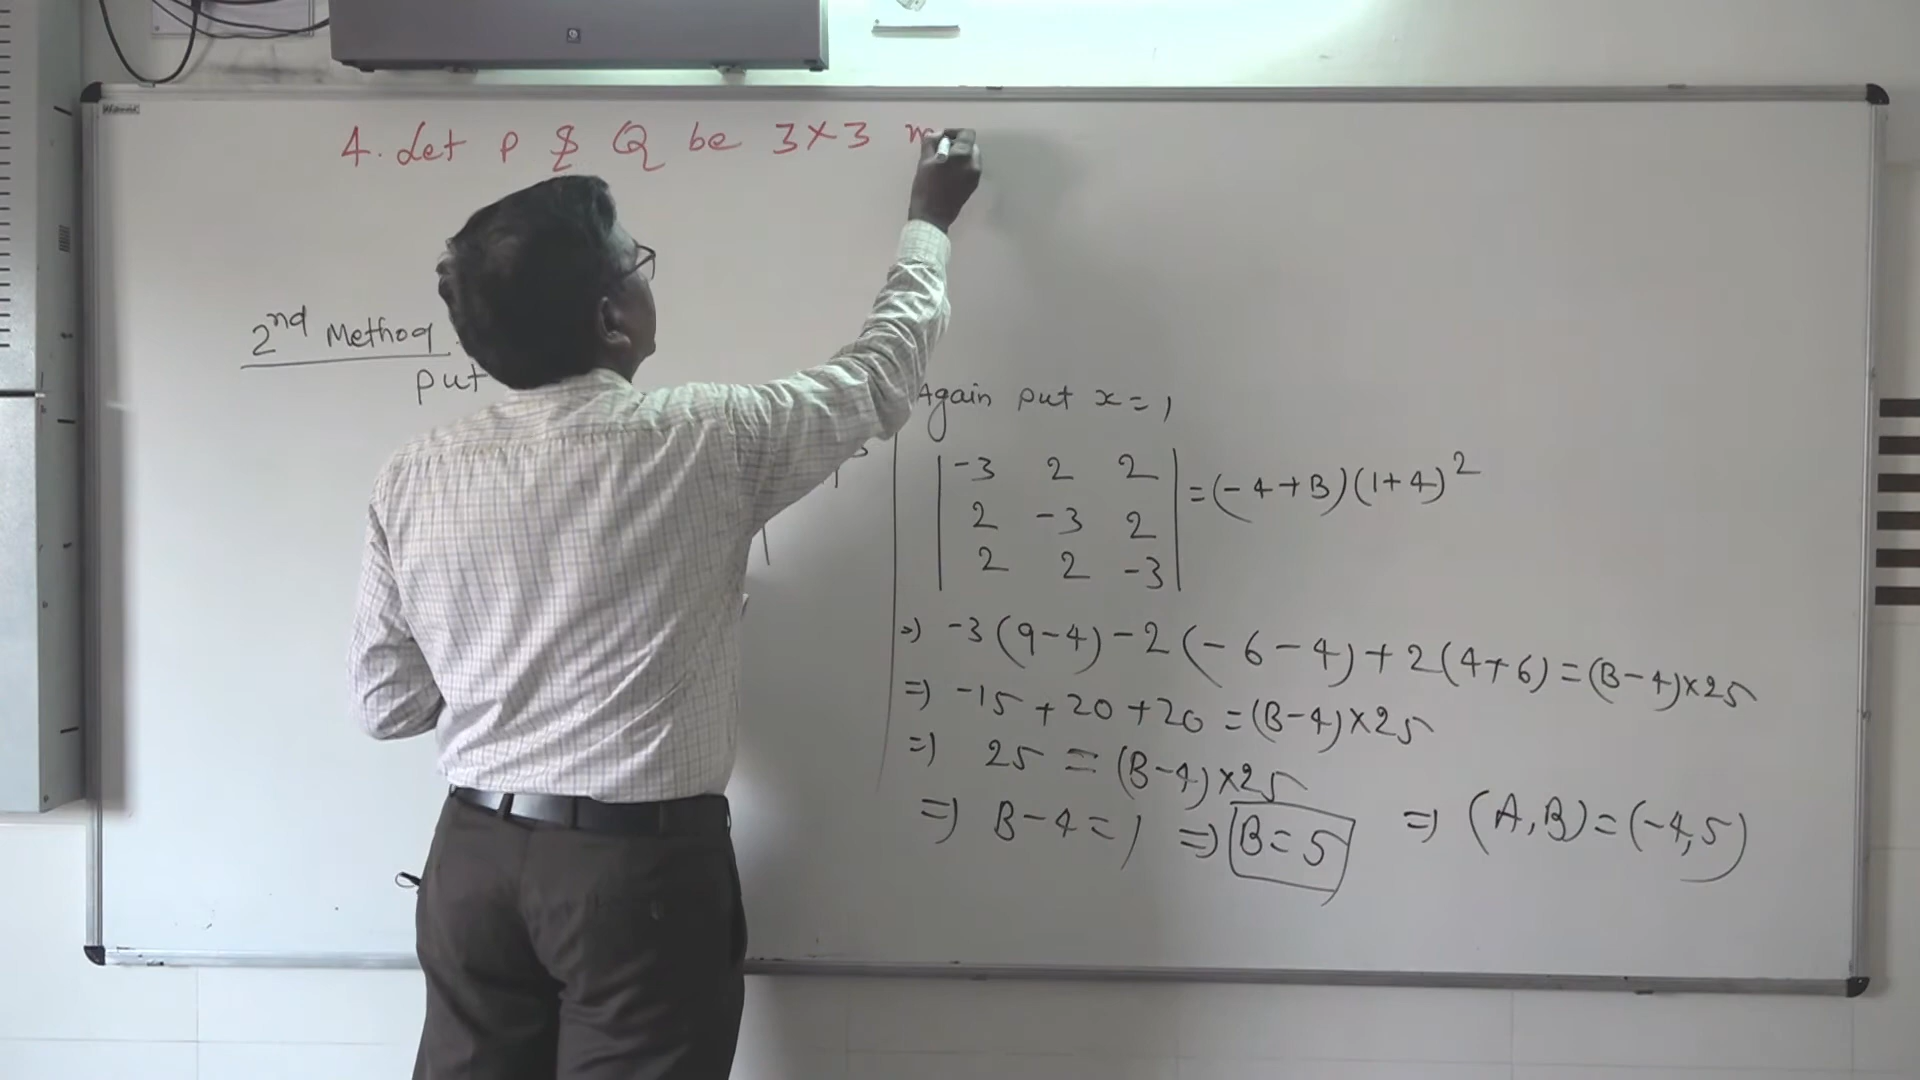 4. Let P & Q be 3×3 m
2nd Method
put
Again put x = 1
| -3 2 2 |
| 2 -3 2 | = (-4+B)(1+4)²
| 2 2 -3 |
⇒ -3(9-4)-2(-6-4)+2(4+6)=(B-4)×25
⇒ -15+20+20=(B-4)×25
⇒ 25 = (B-4)×25
⇒ B-4=1 ⇒ B=5 ⇒ (A,B)=(-4,5)